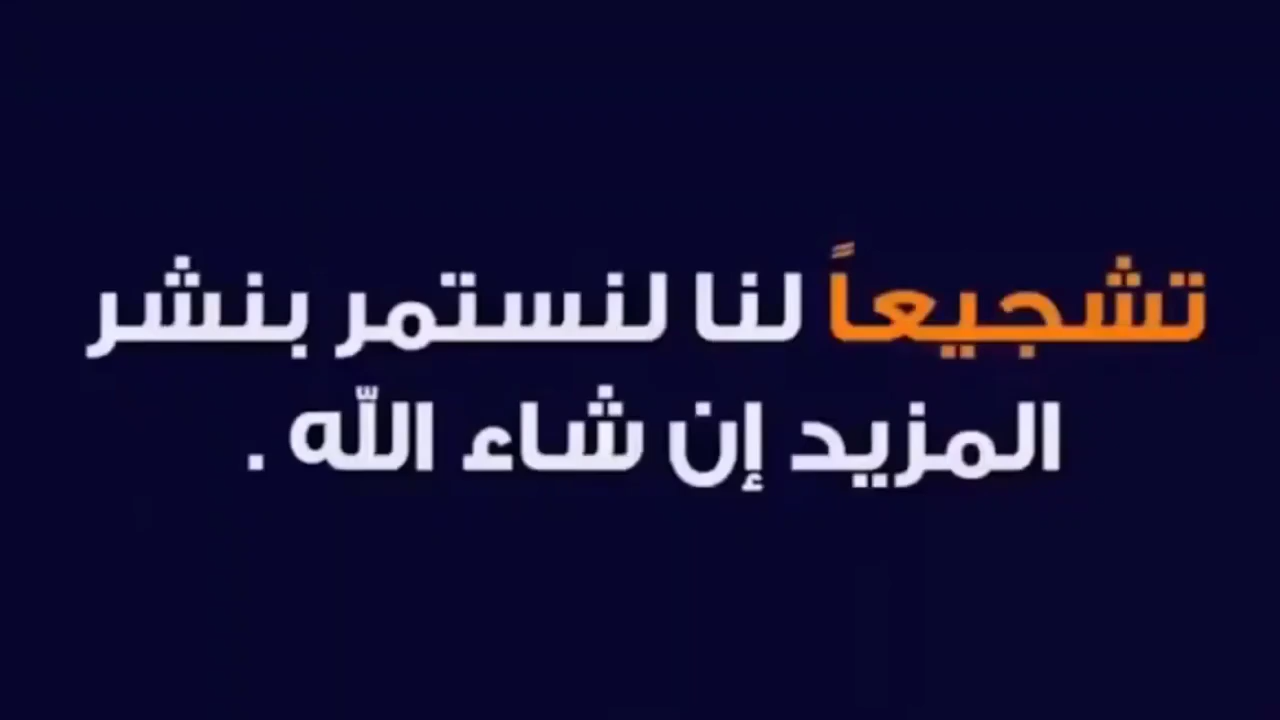 تشجيعاً لنا لنستمر بنشر
المزيد إن شاء اللّه .